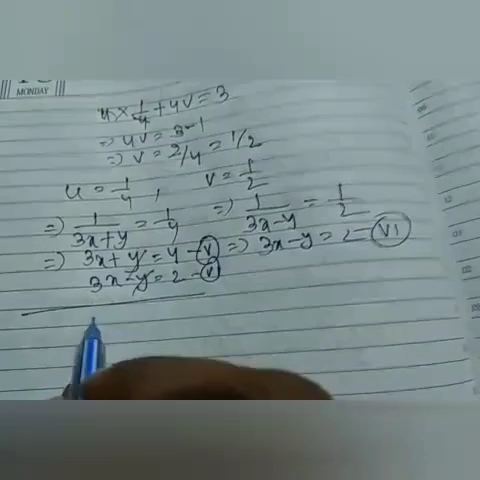 MONDAY
4×1/4+4V=3
⇒ 4V=3-1
⇒ V=2/4=1/2
u=1/4, V=1/2
⇒ 1/3x+y=1/4 ⇒ 1/3x-y=1/2
⇒ 3x+y=4-(V) ⇒ 3x-y=2-(VI)
3x-y=2-(V)